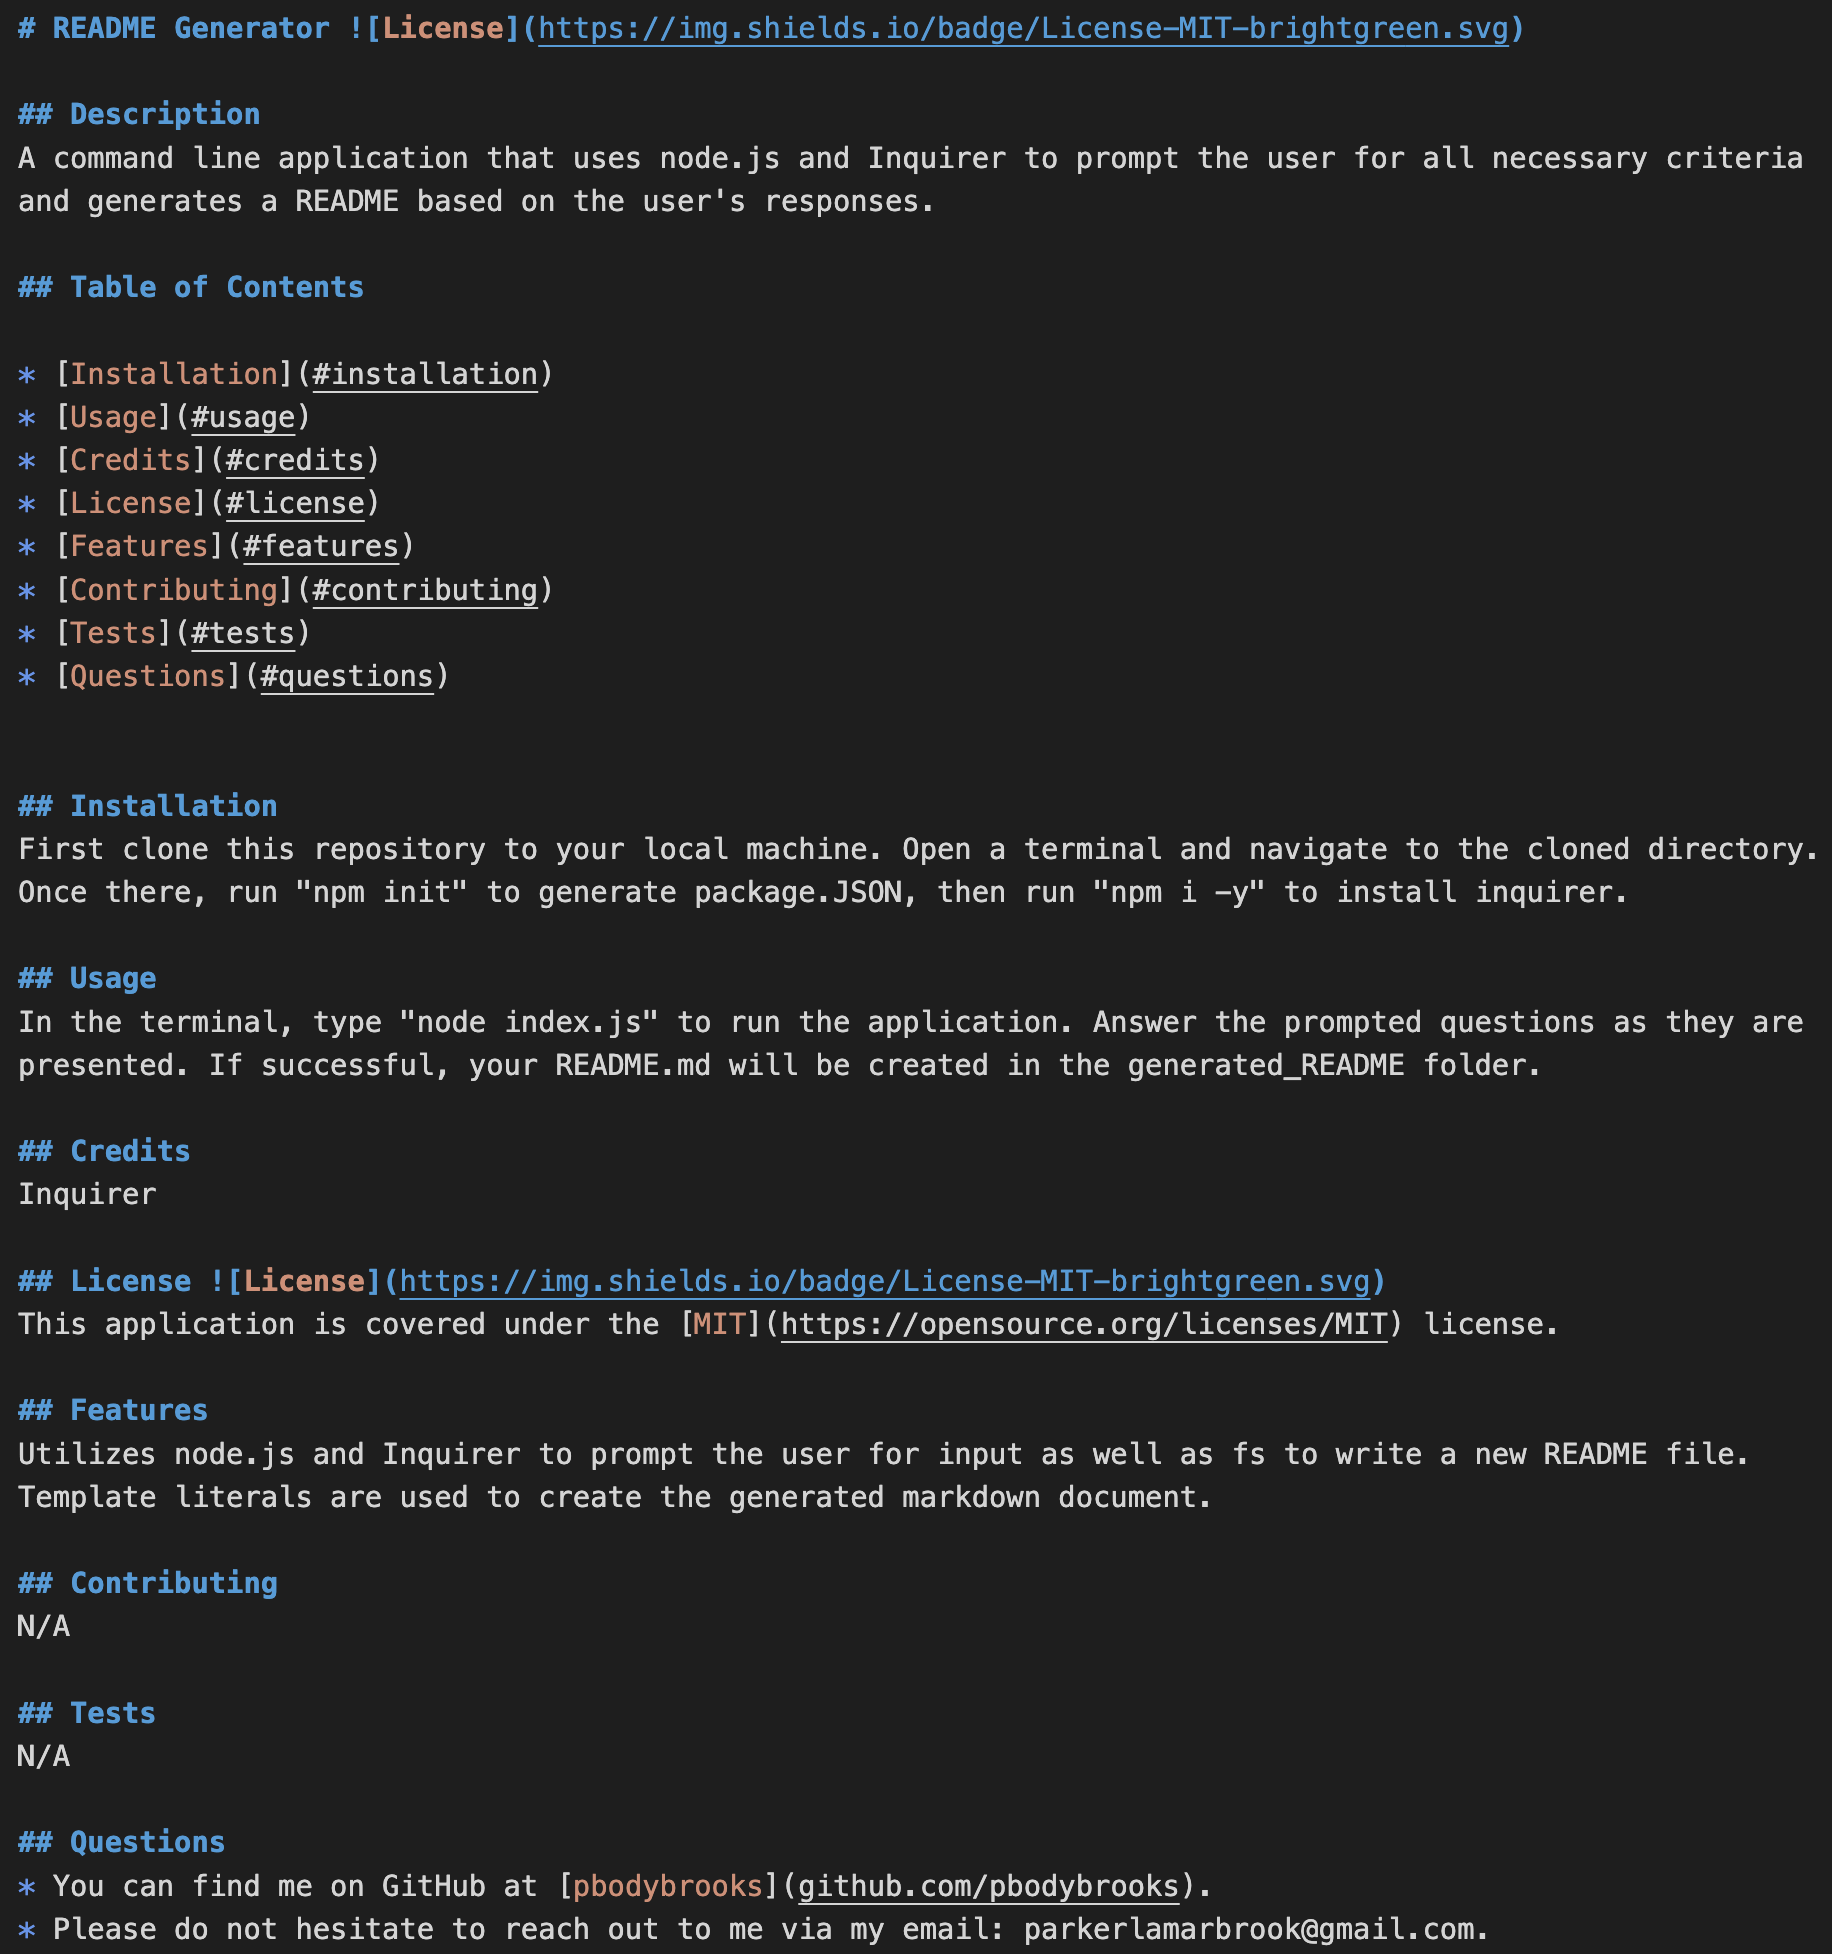 # README Generator ![License](https://img.shields.io/badge/License-MIT-brightgreen.svg)
## Description
A command line application that uses node.js and Inquirer to prompt the user for all necessary criteria
and generates a README based on the user's responses.
## Table of Contents
* [Installation](#installation)
* [Usage](#usage)
* [Credits](#credits)
* [License](#license)
* [Features](#features)
* [Contributing](#contributing)
* [Tests](#tests)
* [Questions](#questions)
## Installation
First clone this repository to your local machine. Open a terminal and navigate to the cloned directory.
Once there, run "npm init" to generate package.JSON, then run "npm i -y" to install inquirer.
## Usage
In the terminal, type "node index.js" to run the application. Answer the prompted questions as they are
presented. If successful, your README.md will be created in the generated_README folder.
## Credits
Inquirer
## License ![License](https://img.shields.io/badge/License-MIT-brightgreen.svg)
This application is covered under the [MIT](https://opensource.org/licenses/MIT) license.
## Features
Utilizes node.js and Inquirer to prompt the user for input as well as fs to write a new README file.
Template literals are used to create the generated markdown document.
## Contributing
N/A
## Tests
N/A
## Questions
* You can find me on GitHub at [pbodybrooks](github.com/pbodybrooks).
* Please do not hesitate to reach out to me via my email: parkerlamarbrook@gmail.com.